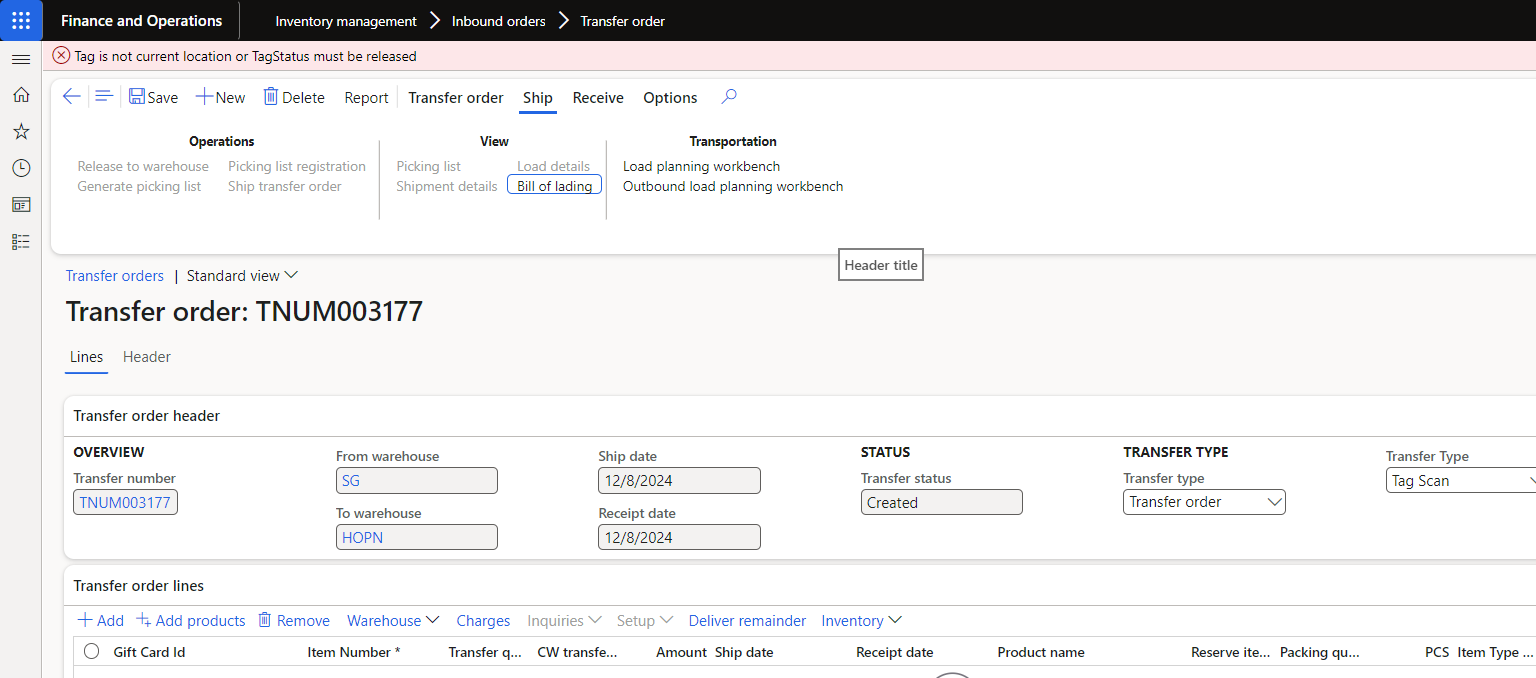 Finance and Operations
Inventory management Inbound orders Transfer order
Tag is not current location or TagStatus must be released
Save New Delete Report Transfer order Ship Receive Options
Operations View Transportation
Release to warehouse Picking list registration Picking list Load details Load planning workbench
Generate picking list Ship transfer order Shipment details Bill of lading Outbound load planning workbench
Header title
Transfer orders | Standard view
Transfer order: TNUM003177
Lines Header
Transfer order header
OVERVIEW
Transfer number
TNUM003177
From warehouse
SG
To warehouse
HOPN
Ship date
12/8/2024
Receipt date
12/8/2024
STATUS
Transfer status
Created
TRANSFER TYPE
Transfer type
Transfer order
Transfer Type
Tag Scan
Transfer order lines
Add Add products Remove Warehouse Charges Inquiries Setup Deliver remainder Inventory
Gift Card Id Item Number * Transfer q... CW transfe... Amount Ship date Receipt date Product name Reserve ite... Packing qu... PCS Item Type ...